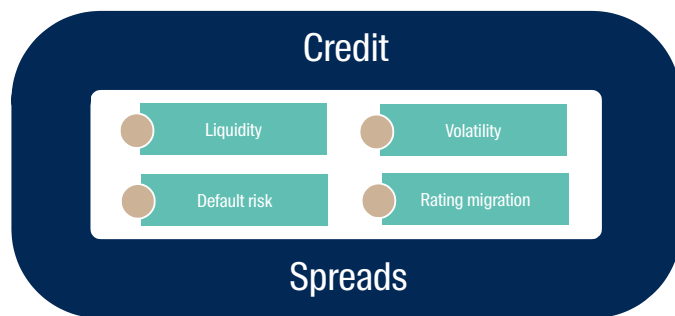 Credit
Liquidity
Volatility
Default risk
Rating migration
Spreads